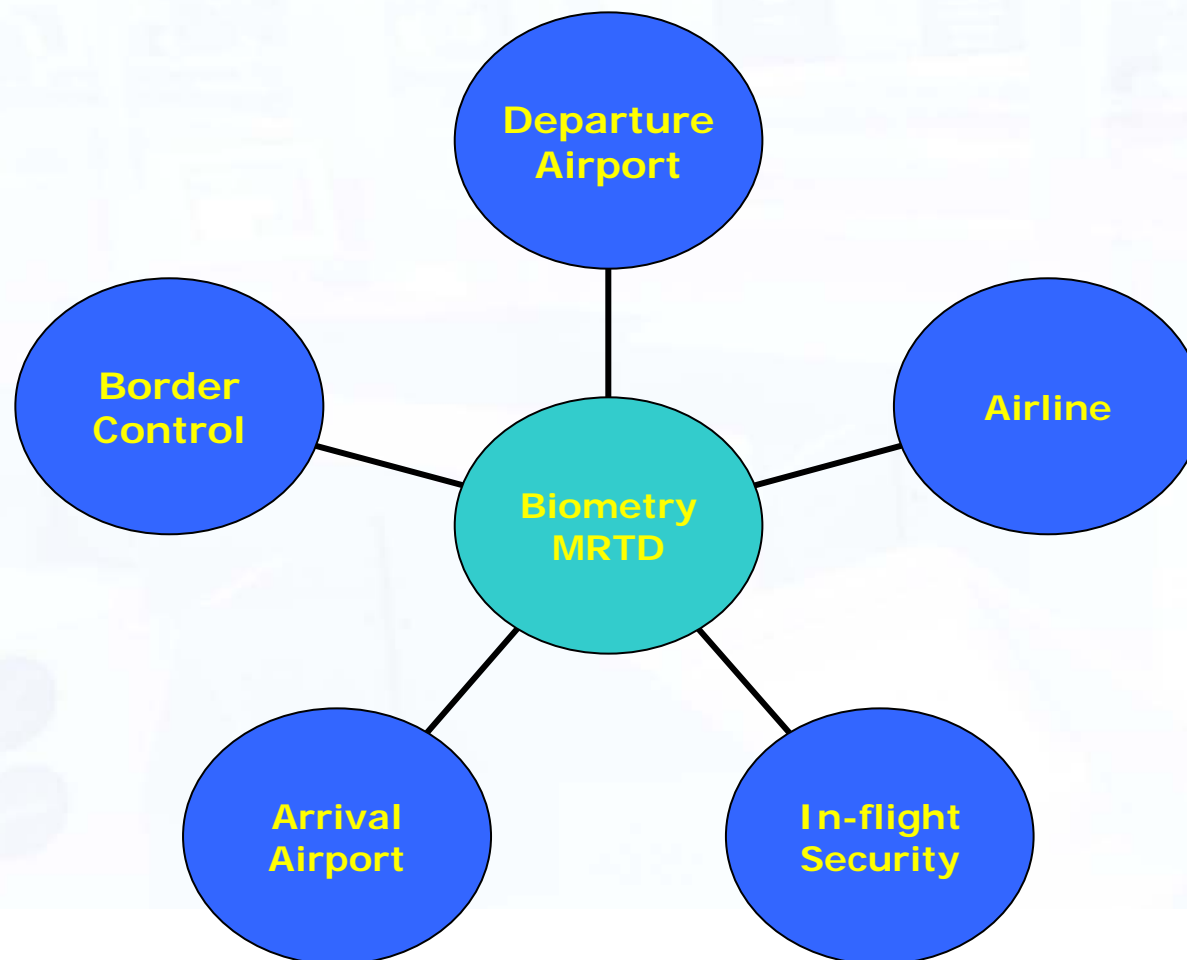 Departure
Airport
Border
Control
Airline
Biometry
MRTD
Arrival
Airport
In-flight
Security